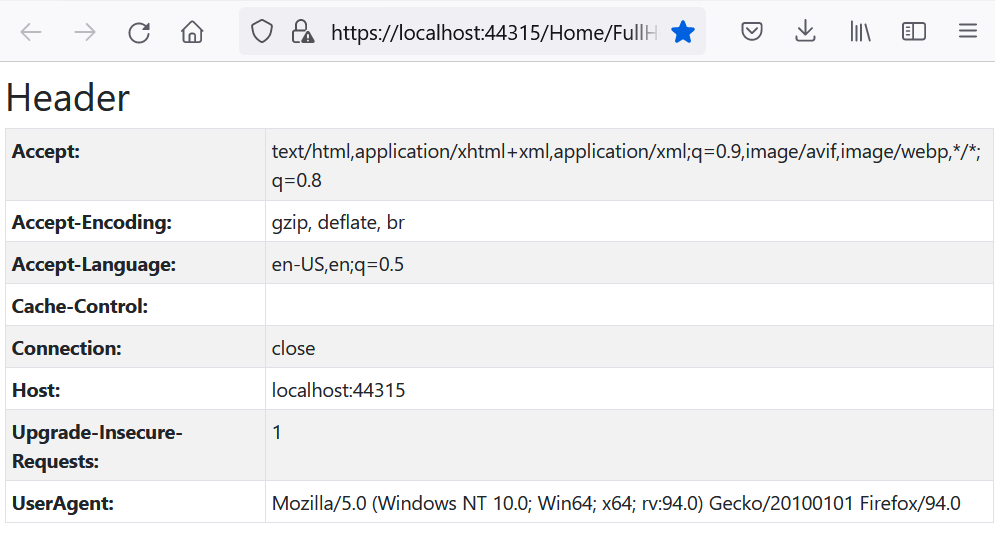 https://localhost:44315/Home/FullH
Header
Accept: text/html,application/xhtml+xml,application/xml;q=0.9,image/avif,image/webp,*/*;
q=0.8
Accept-Encoding: gzip, deflate, br
Accept-Language: en-US,en;q=0.5
Cache-Control:
Connection: close
Host: localhost:44315
Upgrade-Insecure- 1
Requests:
UserAgent: Mozilla/5.0 (Windows NT 10.0; Win64; x64; rv:94.0) Gecko/20100101 Firefox/94.0